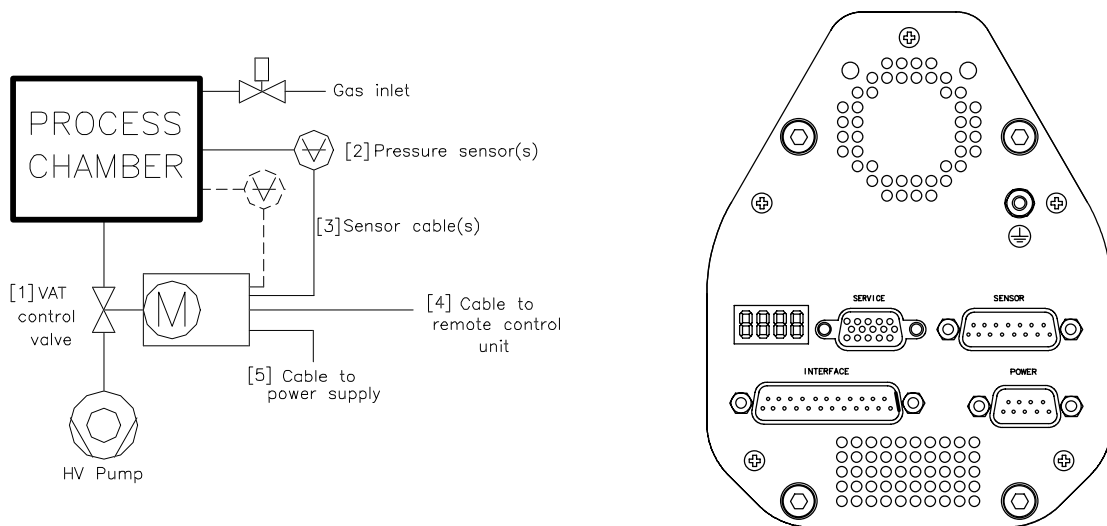 PROCESS
CHAMBER
Gas inlet
[2] Pressure sensor(s)
[3] Sensor cable(s)
[1] VAT
control
valve
M
[4] Cable to
remote control
unit
[5] Cable to
power supply
HV Pump
SERVICE
SENSOR
8888
INTERFACE
POWER